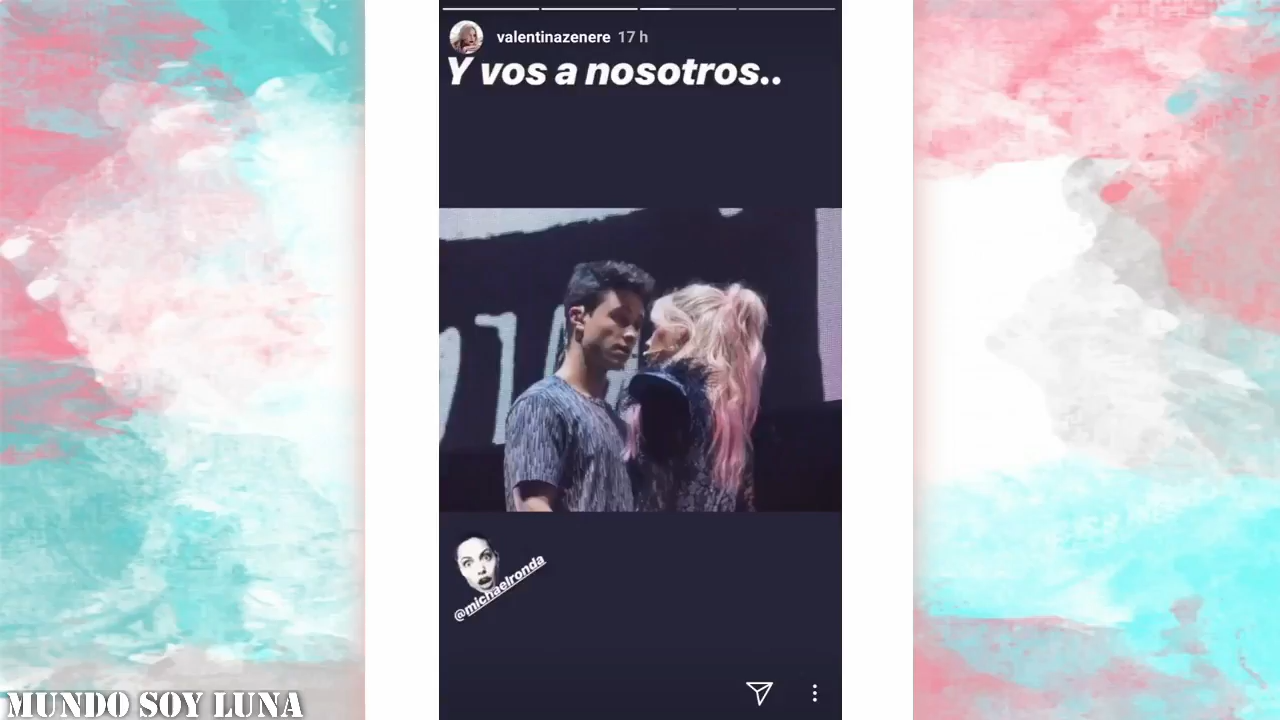 valentinazenere 17 h
Y vos a nosotros..
@michaelronda
MUNDO SOY LUNA